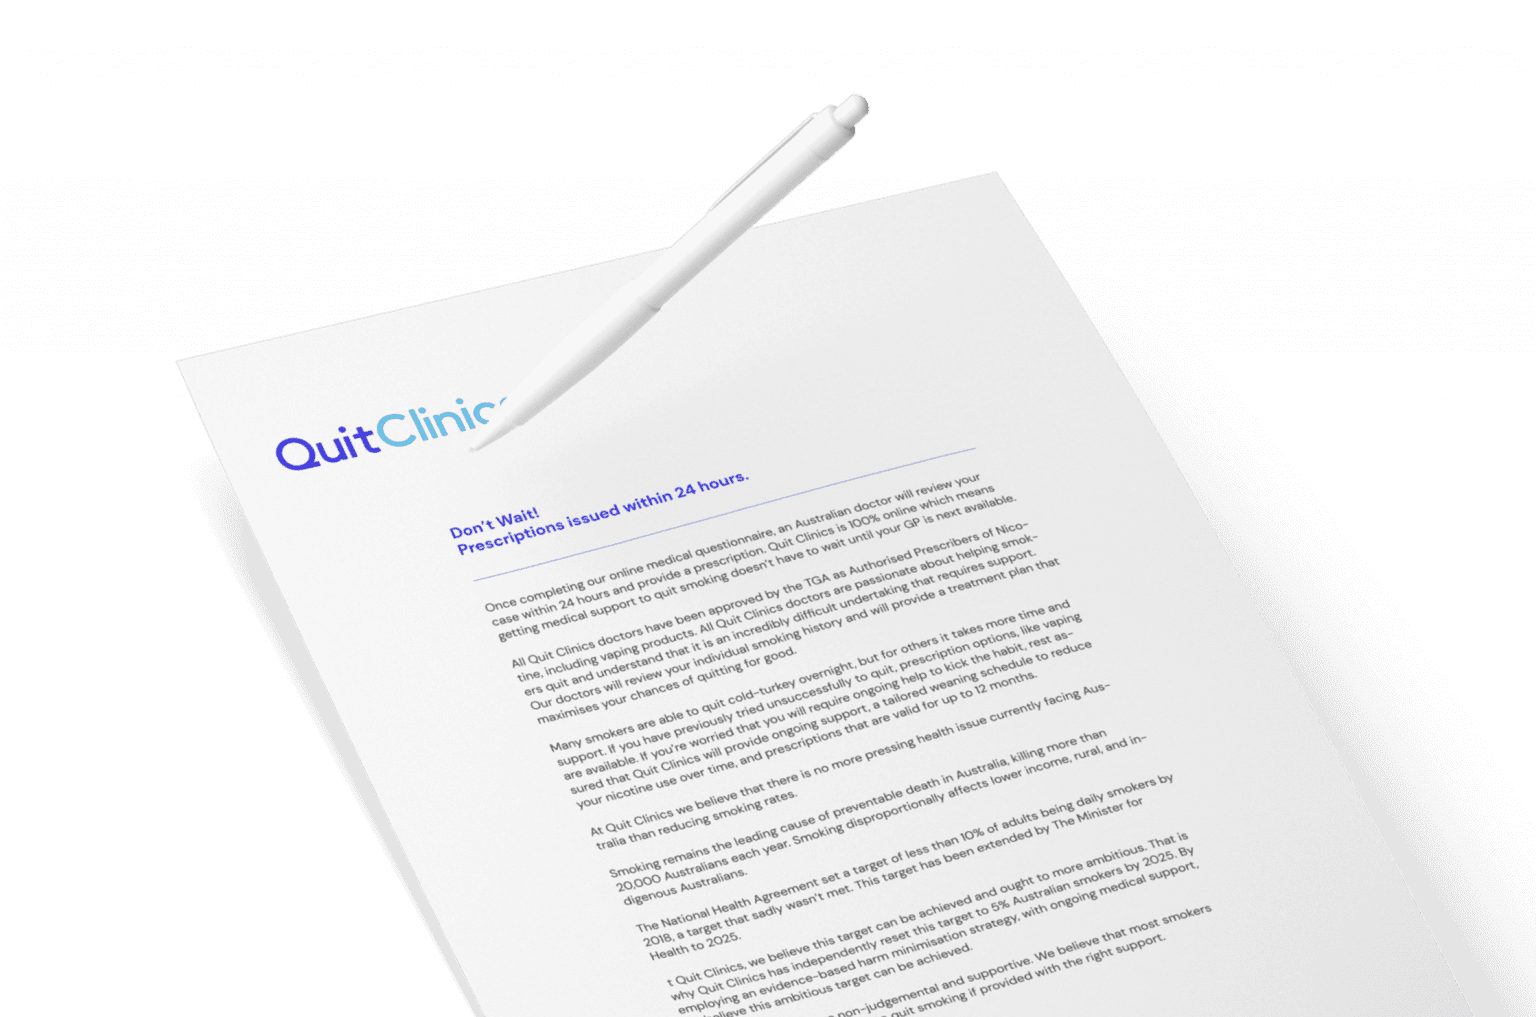 QuitClinics
Don't Wait!
Prescriptions issued within 24 hours.
Once completing our online medical questionnaire, an Australian doctor will review your
case within 24 hours and provide a prescription. Quit Clinics is 100% online which means
getting medical support to quit smoking doesn't have to wait until your GP is next available.
All Quit Clinics doctors have been approved by the TGA as Authorised Prescribers of Nico-
tine, including vaping products. All Quit Clinics doctors are passionate about helping smok-
ers quit and understand that it is an incredibly difficult undertaking that requires support.
Our doctors will review your individual smoking history and will provide a treatment plan that
maximises your chances of quitting for good.
Many smokers are able to quit cold-turkey overnight, but for others it takes more time and
support. If you have previously tried unsuccessfully to quit, prescription options, like vaping
are available. If you're worried that you will require ongoing help to kick the habit, rest as-
sured that Quit Clinics will provide ongoing support, a tailored weaning schedule to reduce
your nicotine use over time, and prescriptions that are valid for up to 12 months.
At Quit Clinics we believe that there is no more pressing health issue currently facing Aus-
tralia than reducing smoking rates.
Smoking remains the leading cause of preventable death in Australia, killing more than
20,000 Australians each year. Smoking disproportionally affects lower income, rural, and in-
digenous Australians.
The National Health Agreement set a target of less than 10% of adults being daily smokers by
2018, a target that sadly wasn't met. This target has been extended by The Minister for
Health to 2025.
t Quit Clinics, we believe this target can be achieved and ought to more ambitious. That is
why Quit Clinics has independently reset this target to 5% Australian smokers by 2025. By
employing an evidence-based harm minimisation strategy, with ongoing medical support,
believe this ambitious target can be achieved.
non-judgemental and supportive. We believe that most smokers
quit smoking if provided with the right support.